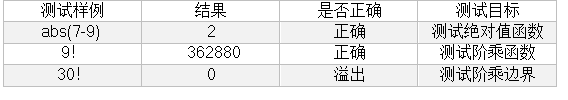 测试样例 结果 是否正确 测试目标
abs(7-9) 2 正确 测试绝对值函数
9! 362880 正确 测试阶乘函数
30! 0 溢出 测试阶乘边界